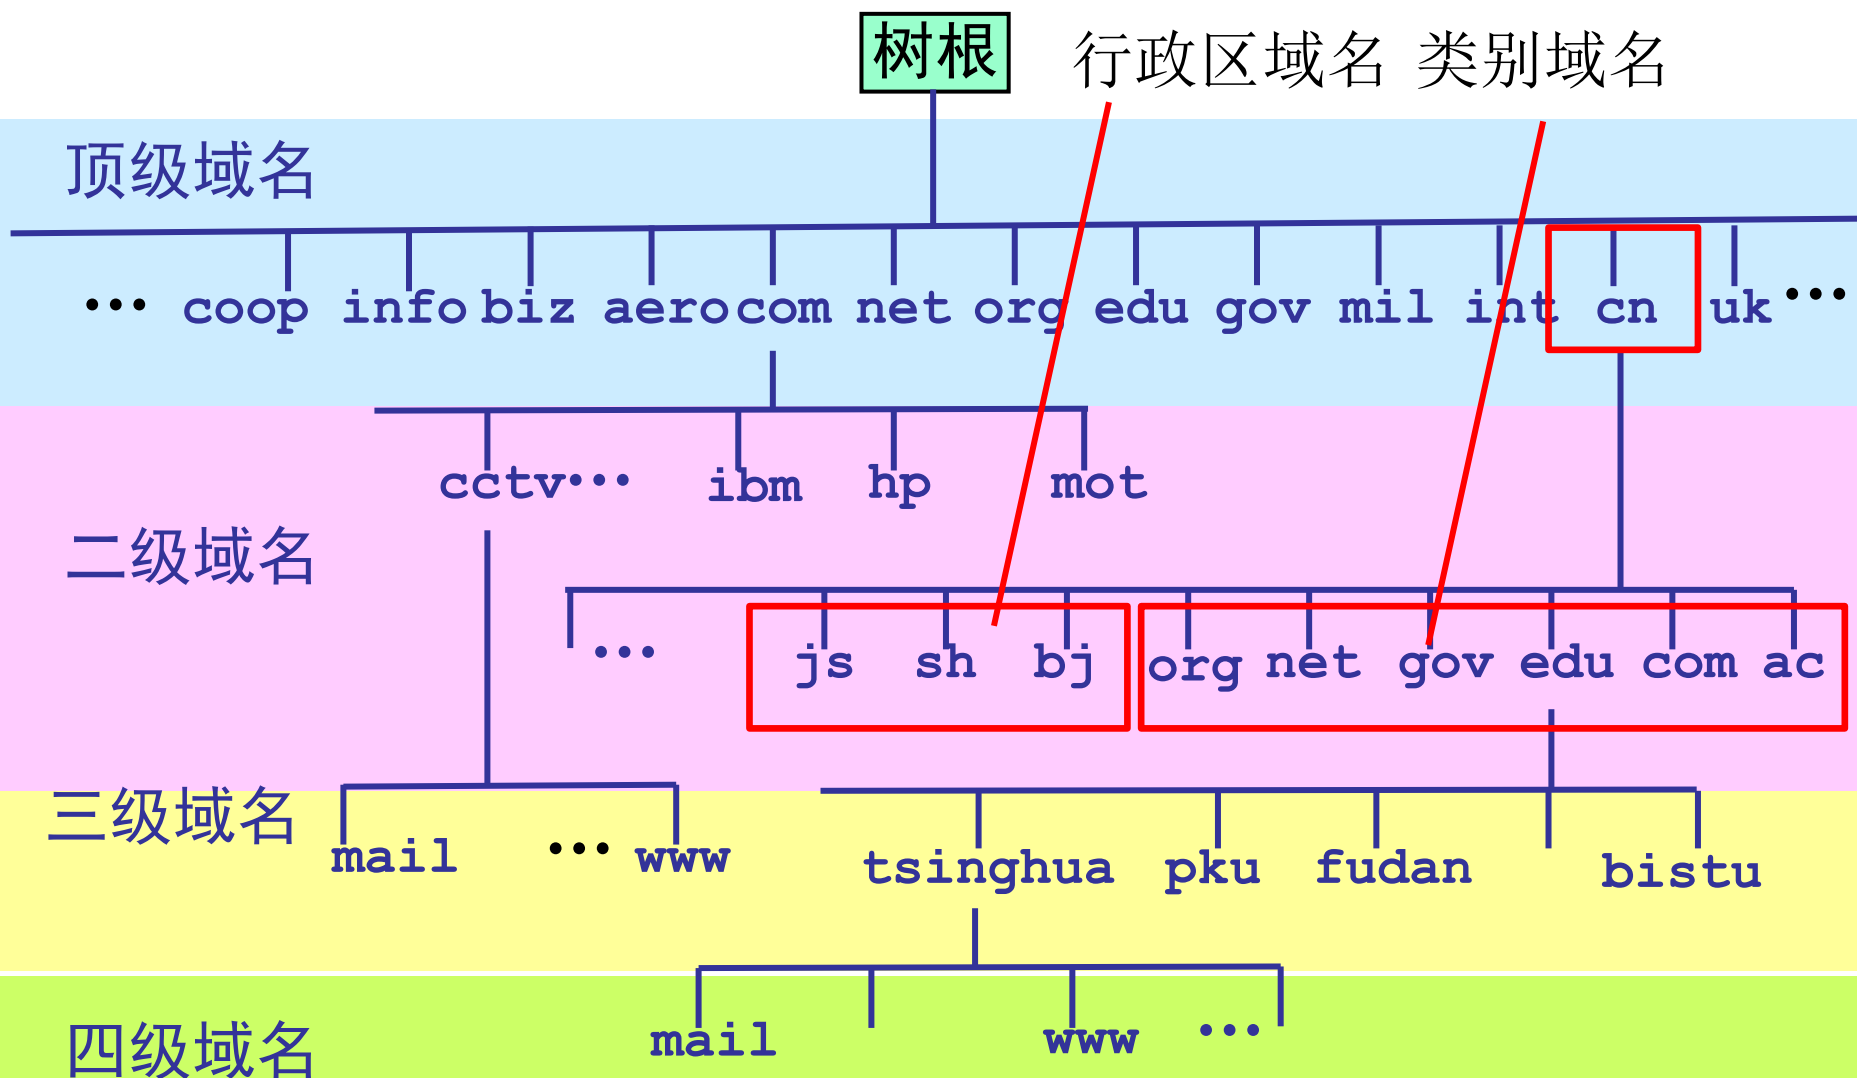 树根 行政区域名 类别域名
顶级域名
… coop info biz aero com net org edu gov mil int cn uk …
cctv… ibm hp mot
二级域名
… js sh bj org net gov edu com ac
三级域名
mail … www tsinghua pku fudan bistu
四级域名 mail www …